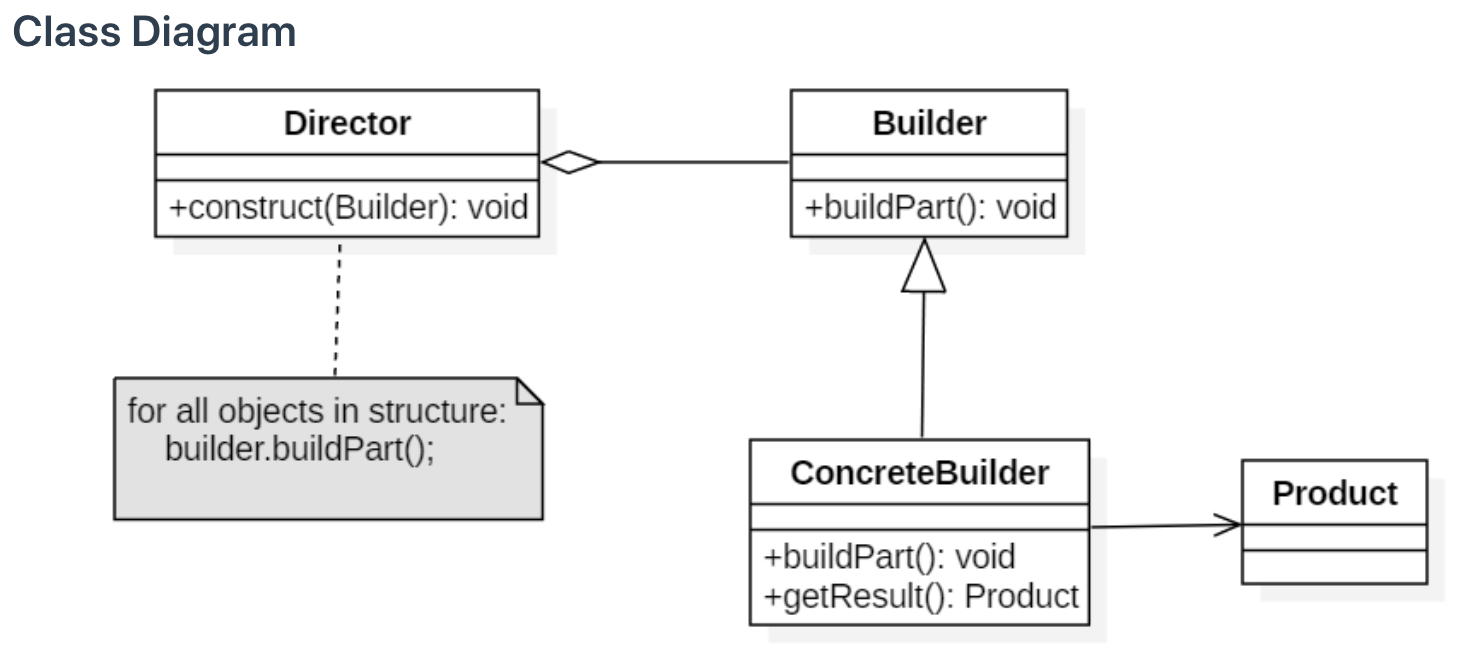 Class Diagram
Director
+construct(Builder): void
Builder
+buildPart(): void
for all objects in structure:
builder.buildPart();
ConcreteBuilder
+buildPart(): void
+getResult(): Product
Product